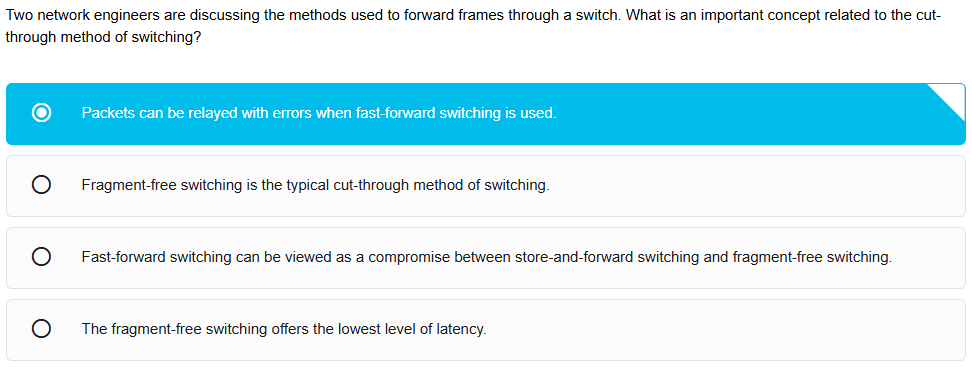 Two network engineers are discussing the methods used to forward frames through a switch. What is an important concept related to the cut-
through method of switching?
Packets can be relayed with errors when fast-forward switching is used.
Fragment-free switching is the typical cut-through method of switching.
Fast-forward switching can be viewed as a compromise between store-and-forward switching and fragment-free switching.
The fragment-free switching offers the lowest level of latency.